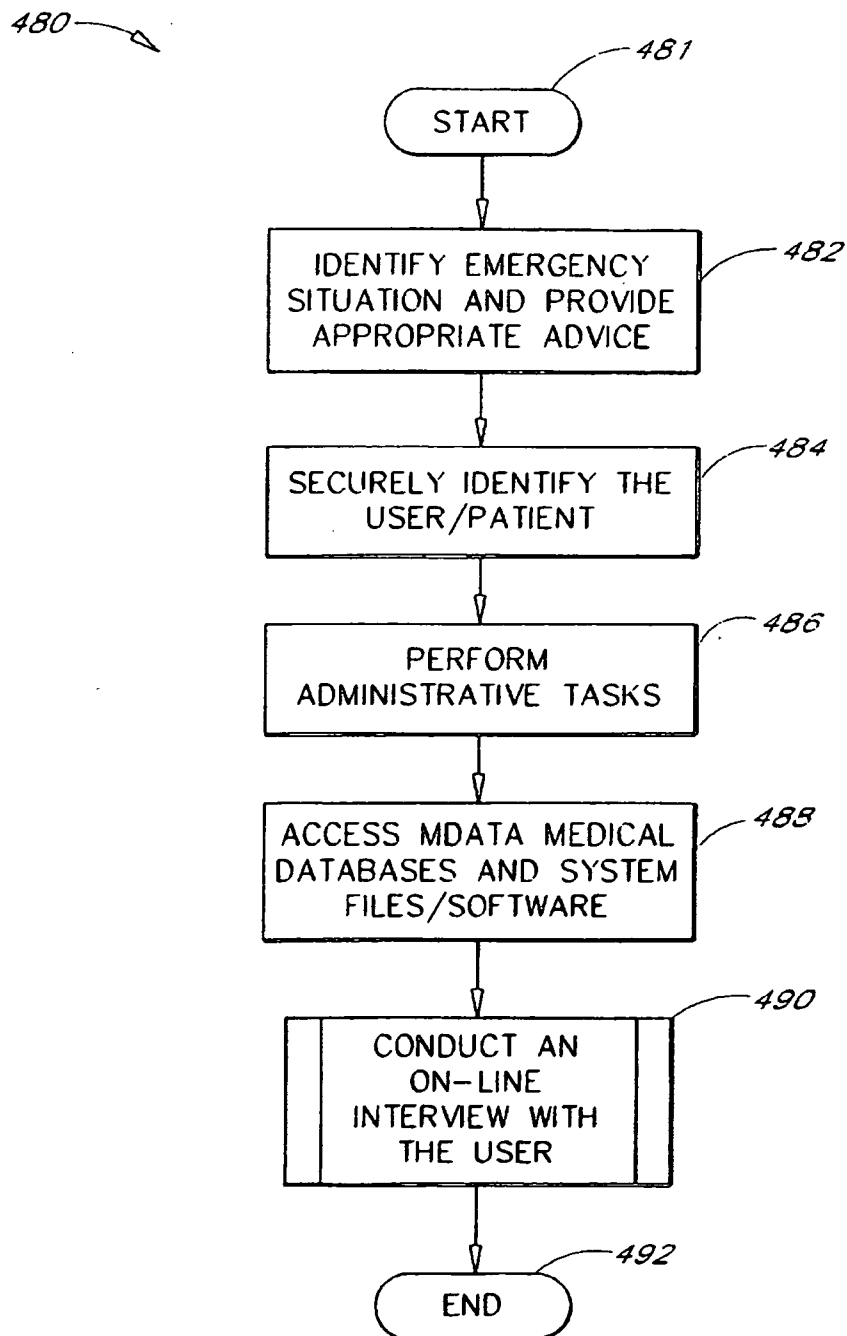 480
481
START
482
IDENTIFY EMERGENCY
SITUATION AND PROVIDE
APPROPRIATE ADVICE
484
SECURELY IDENTIFY THE
USER/PATIENT
486
PERFORM
ADMINISTRATIVE TASKS
488
ACCESS MDATA MEDICAL
DATABASES AND SYSTEM
FILES/SOFTWARE
490
CONDUCT AN
ON-LINE
INTERVIEW WITH
THE USER
492
END